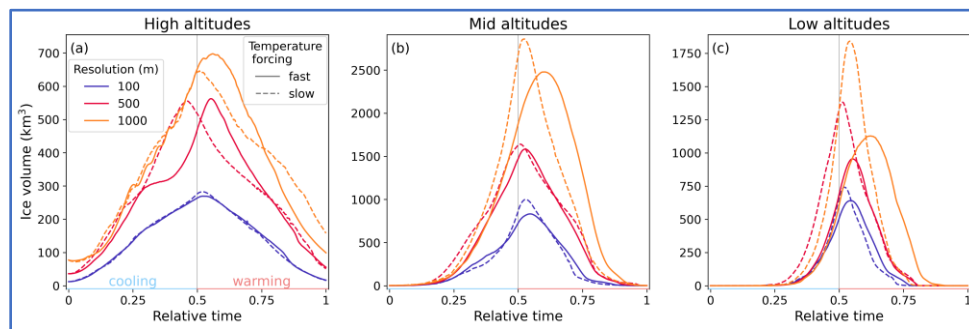 High altitudes
Mid altitudes
Low altitudes
(a)
Resolution (m)
100
500
1000
Temperature
forcing
fast
slow
(b)
(c)
Ice volume (km³)
700
600
500
400
300
200
100
0
2500
2000
1500
1000
500
0
1750
1500
1250
1000
750
500
250
0
cooling
warming
0 0.25 0.5 0.75 1
0 0.25 0.5 0.75 1
0 0.25 0.5 0.75 1
Relative time
Relative time
Relative time